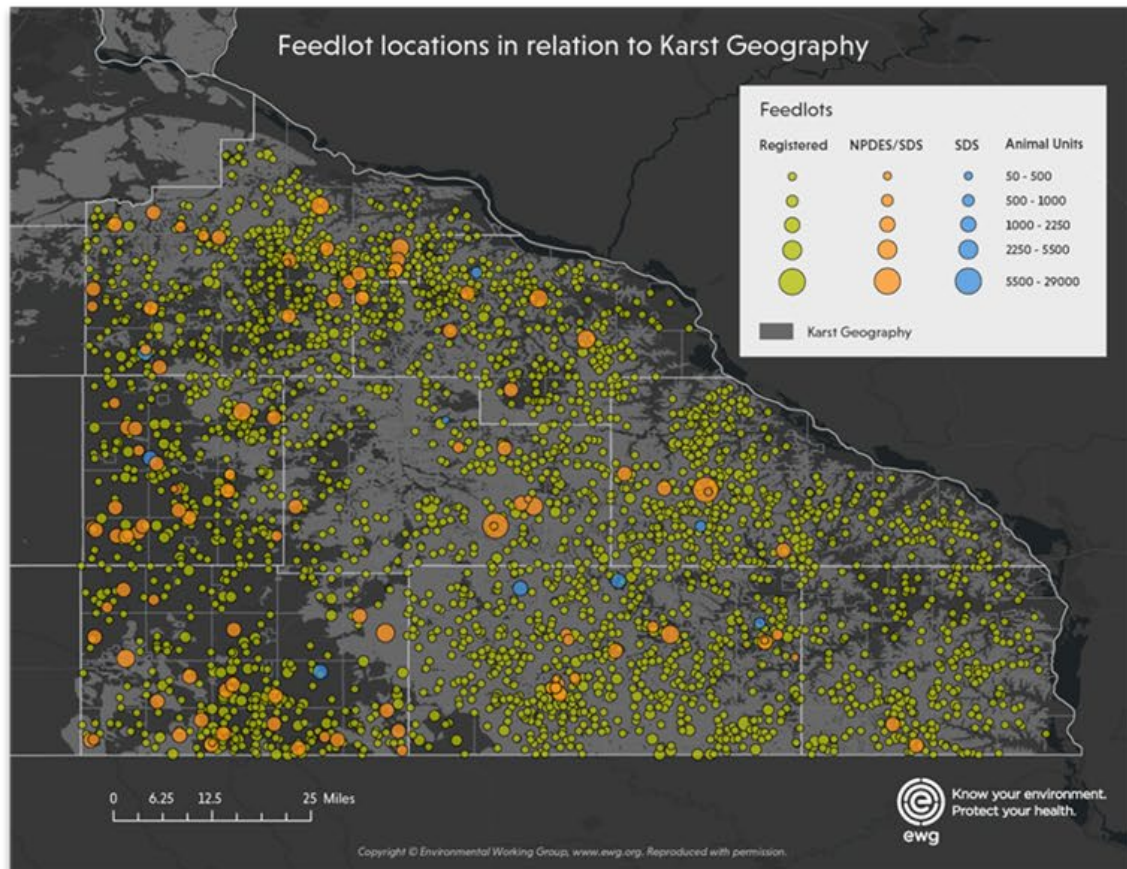 Feedlot locations in relation to Karst Geography
Feedlots
Registered NPDES/SDS SDS Animal Units
50 - 500
500 - 1000
1000 - 2250
2250 - 5500
5500 - 29000
Karst Geography
0 6.25 12.5 25 Miles
Know your environment.
Protect your health.
ewg
Copyright © Environmental Working Group, www.ewg.org. Reproduced with permission.